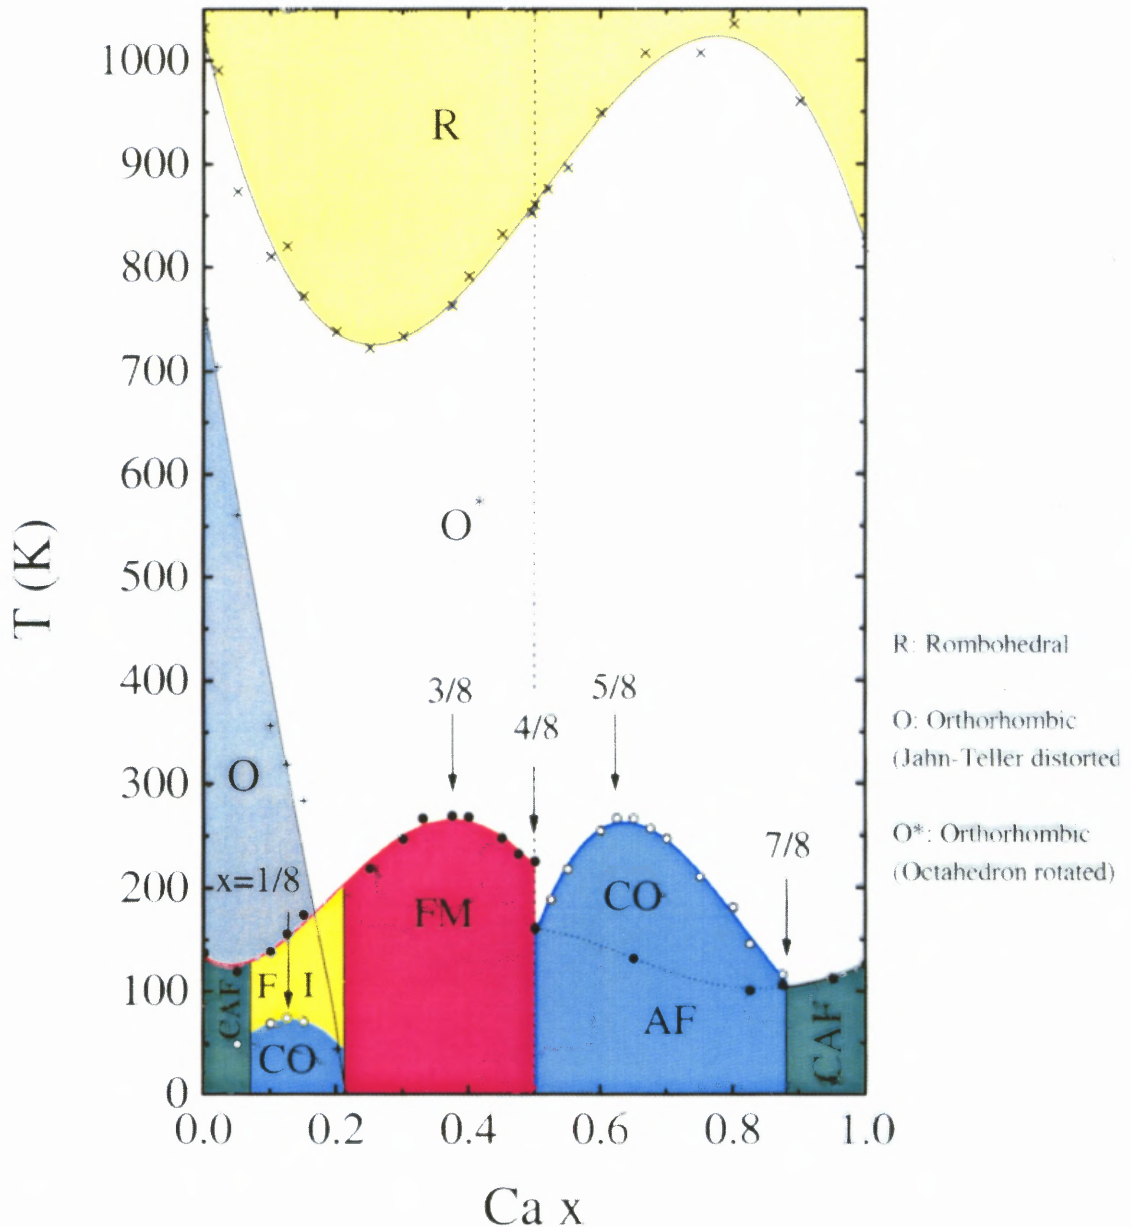 1000
900
800
700
600
500
400
300
200
100
0
T (K)
R
O*
3/8
5/8
4/8
7/8
O
x=1/8
FM
CO
F I
CAF
CO
AF
CAF
0.0 0.2 0.4 0.6 0.8 1.0
Ca x
R: Rombohedral
O: Orthorhombic
(Jahn-Teller distorted
O*: Orthorhombic
(Octahedron rotated)